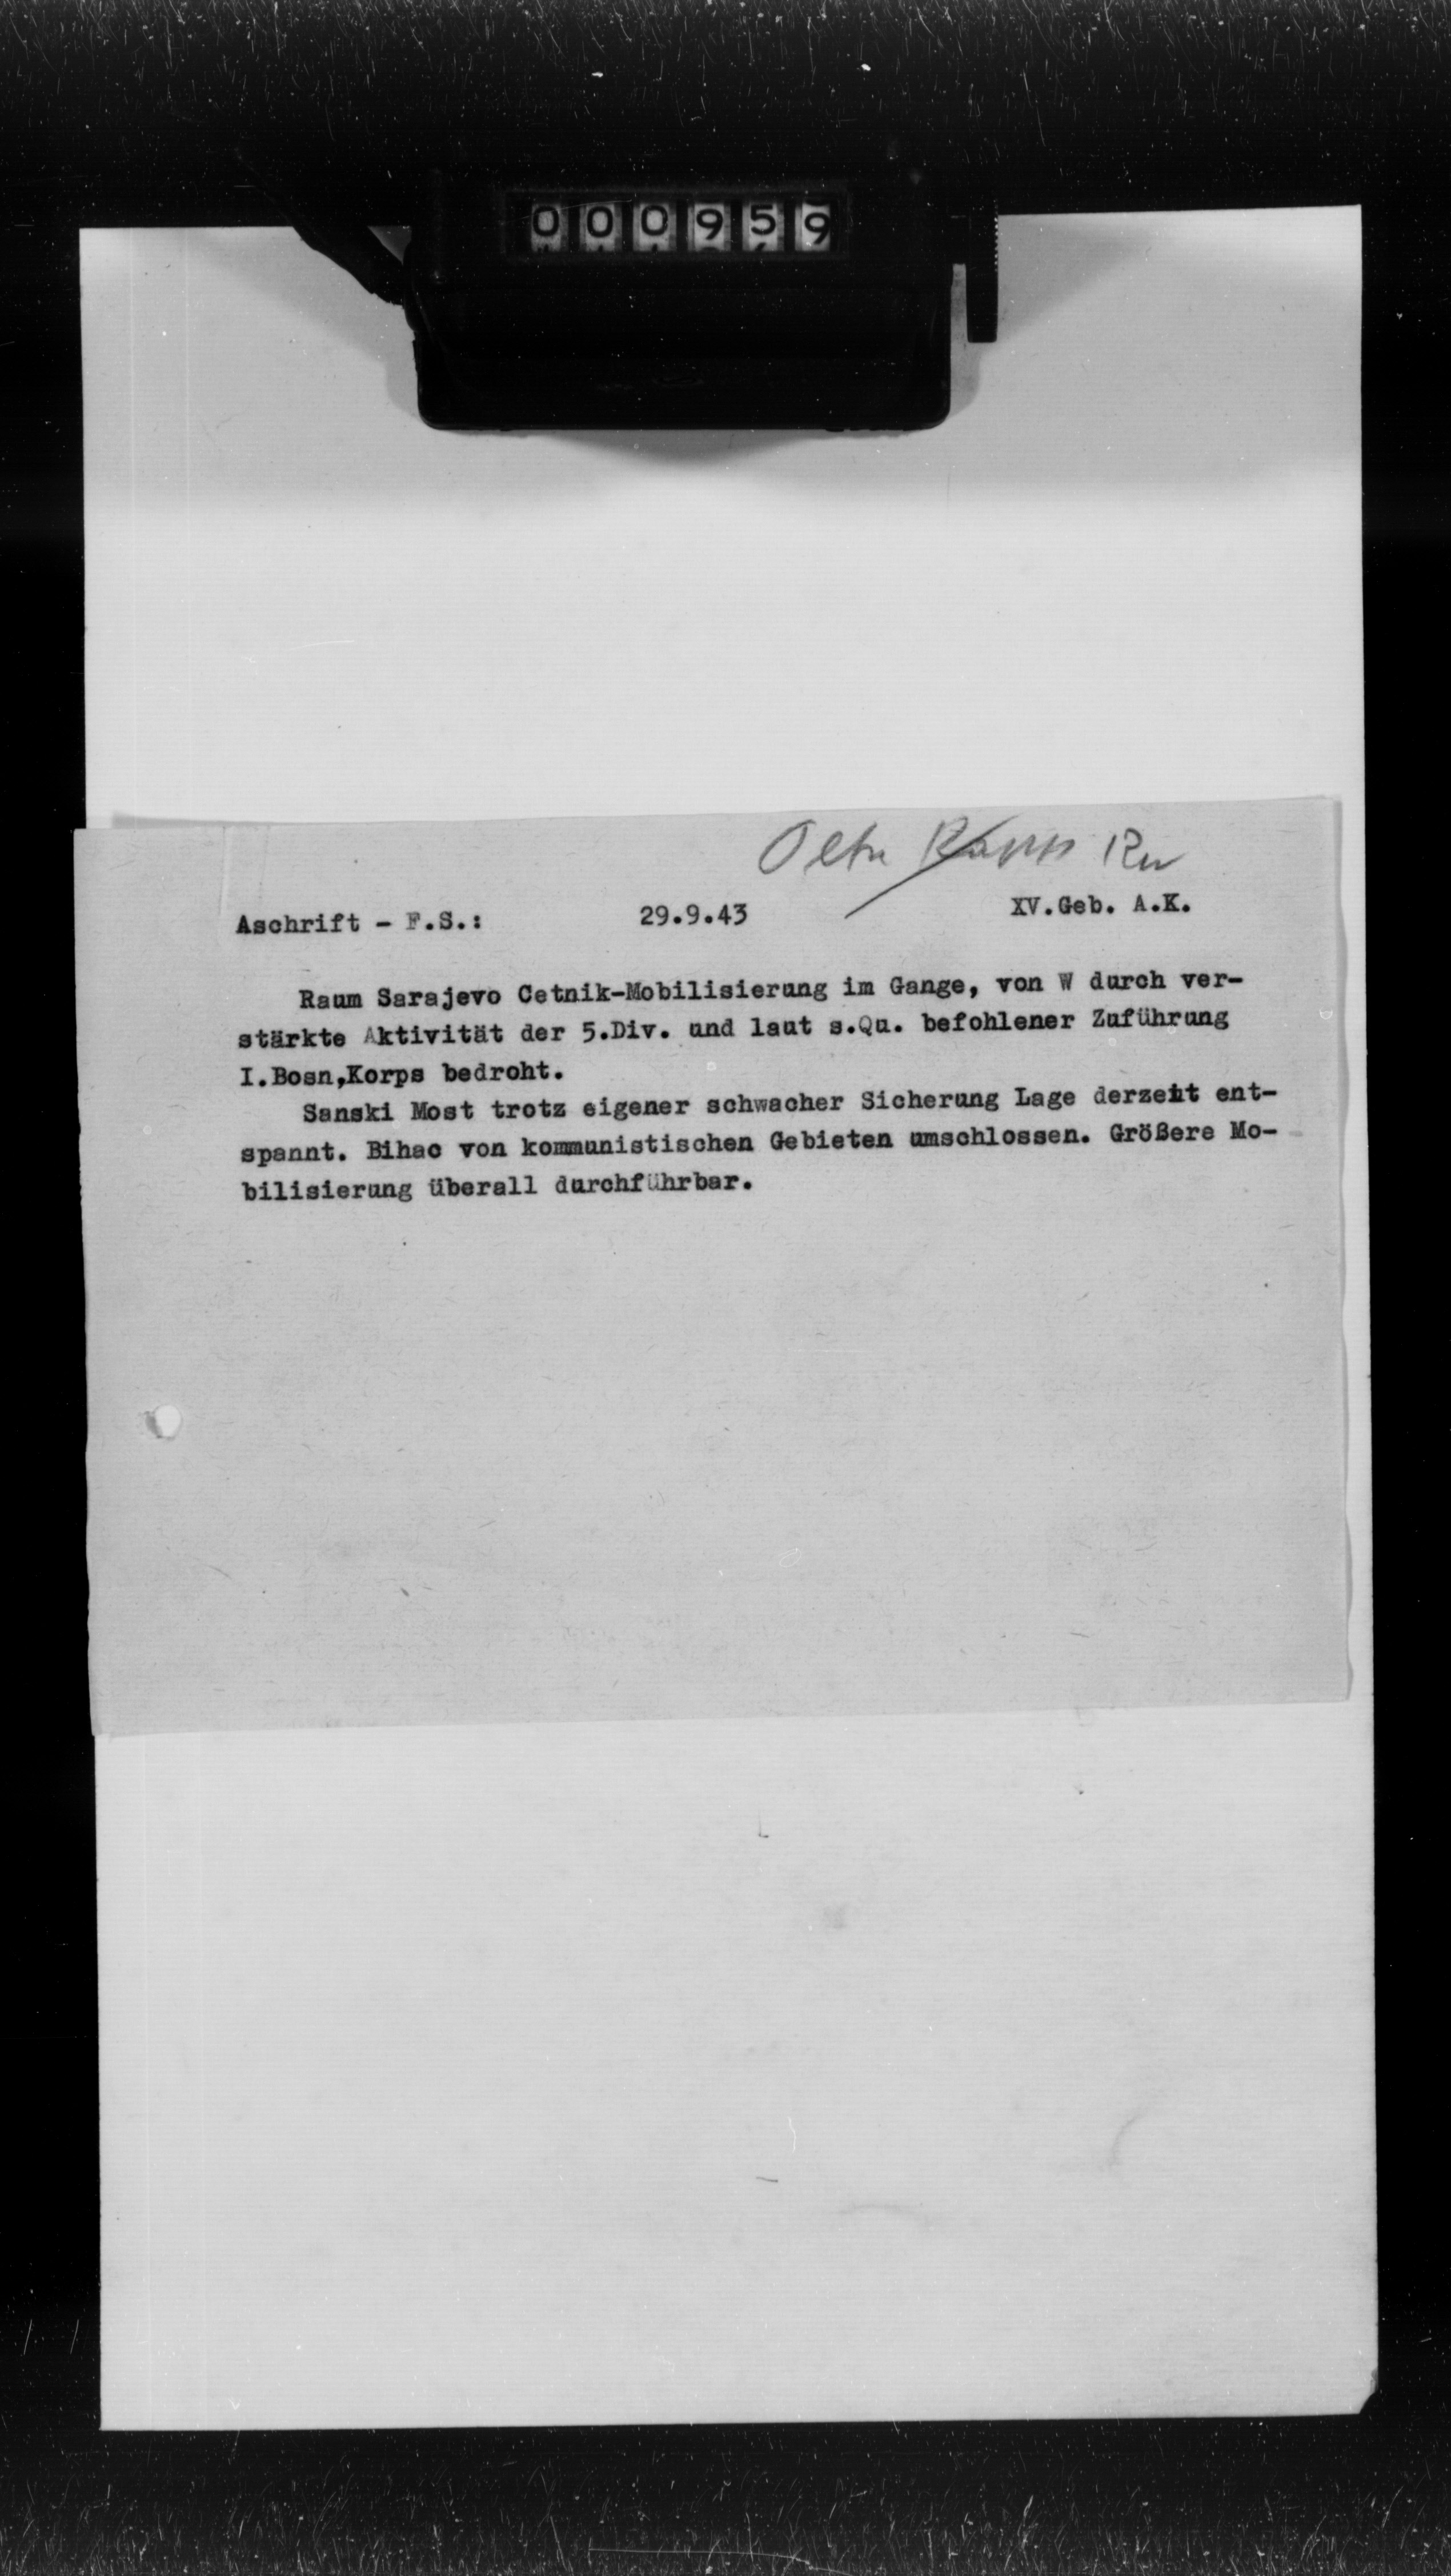 000959
XV.Geb. A.K.
Aschrift - F.S.: 29.9.43
Raum Sarajevo Cetnik-Mobilisierung im Gange, von W durch ver-
stärkte Aktivität der 5.Div. und laut s.Qu. befohlener Zuführung
I.Bosn,Korps bedroht.
Sanski Most trotz eigener schwacher Sicherung Lage derzeit ent-
spannt. Bihac von kommunistischen Gebieten umschlossen. Größere Mo-
bilisierung überall durchführbar.